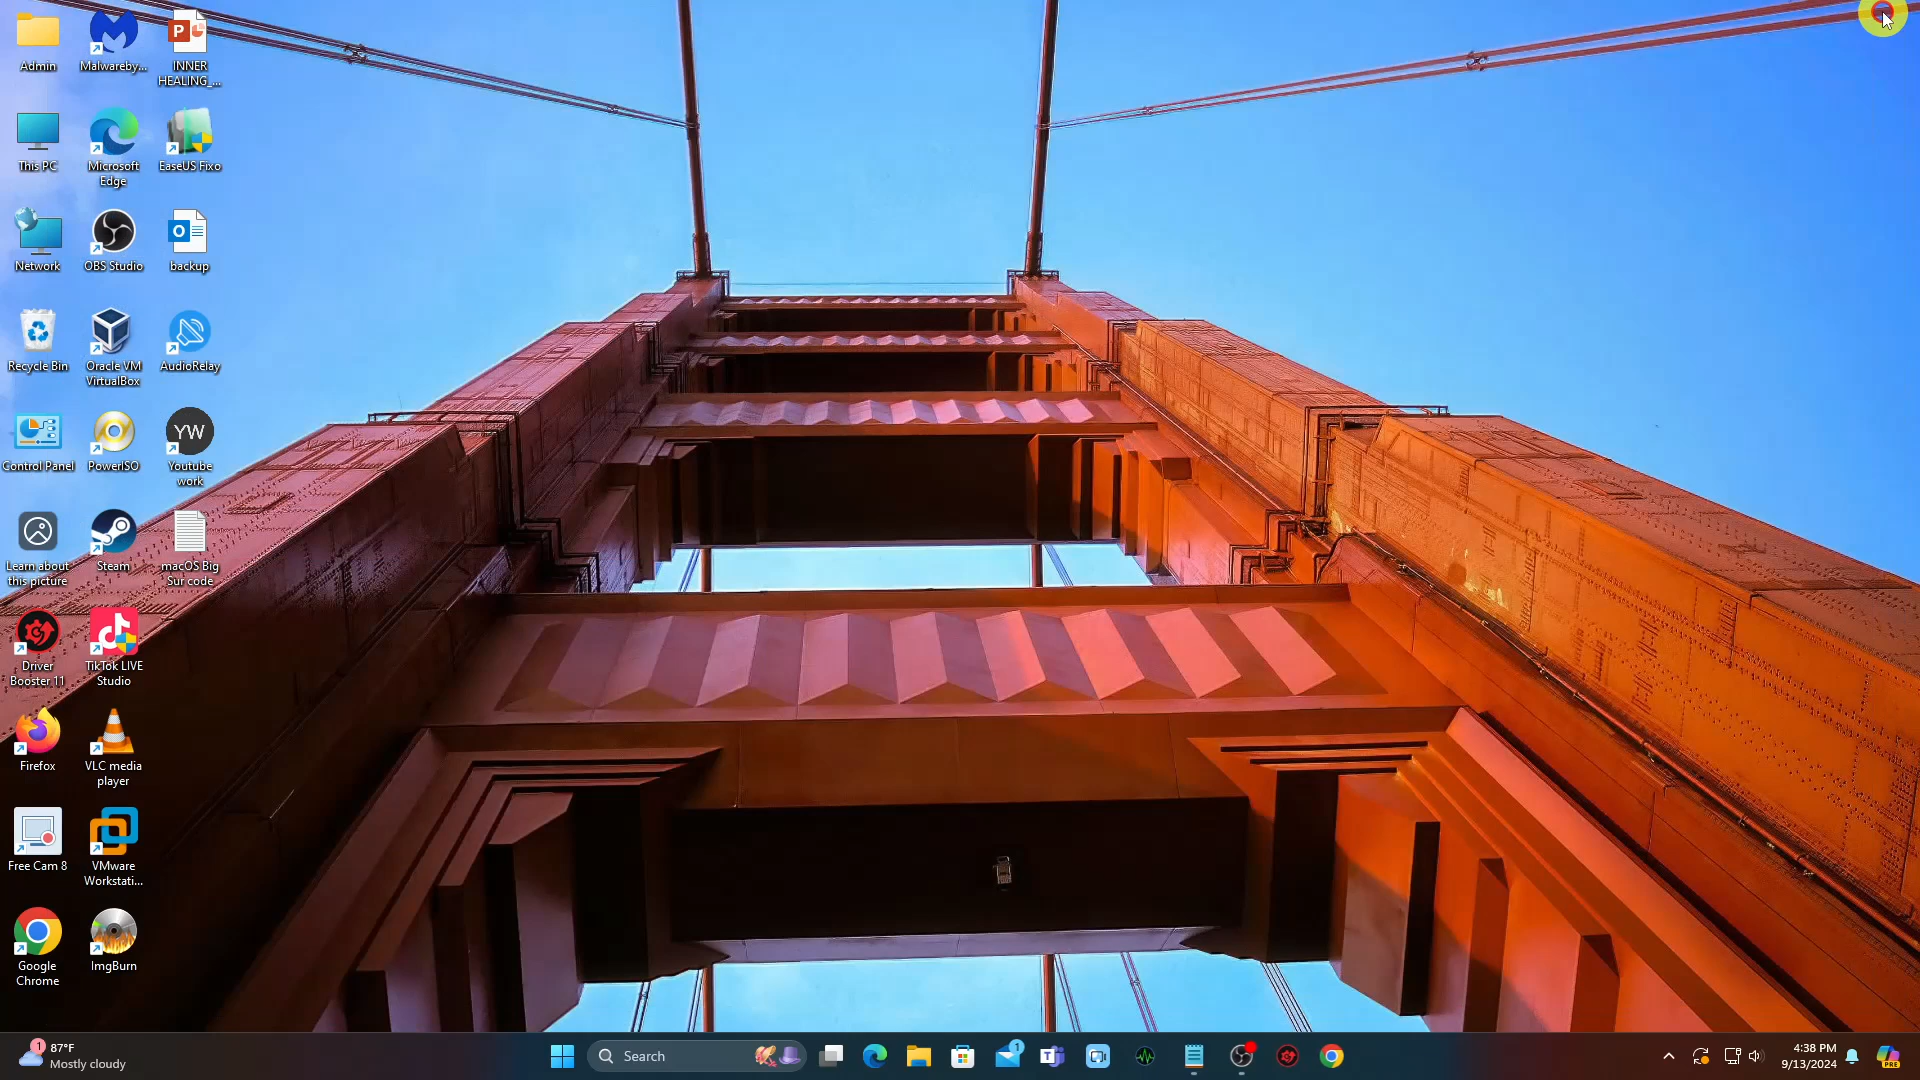 Admin
Malwareby...
INNER
HEALING_...
This PC
Microsoft
Edge
EaseUS Fixo
Network
OBS Studio
backup
Recycle Bin
Oracle VM
VirtualBox
AudioRelay
Control Panel
PowerISO
YW
Youtube
work
Learn about
this picture
Steam
macOS Big
Sur code
Driver
Booster 11
TikTok LIVE
Studio
Firefox
VLC media
player
Free Cam 8
VMware
Workstati...
Google
Chrome
ImgBurn
1
87°F
Mostly cloudy
Search
1
4:38 PM
9/13/2024
PRE